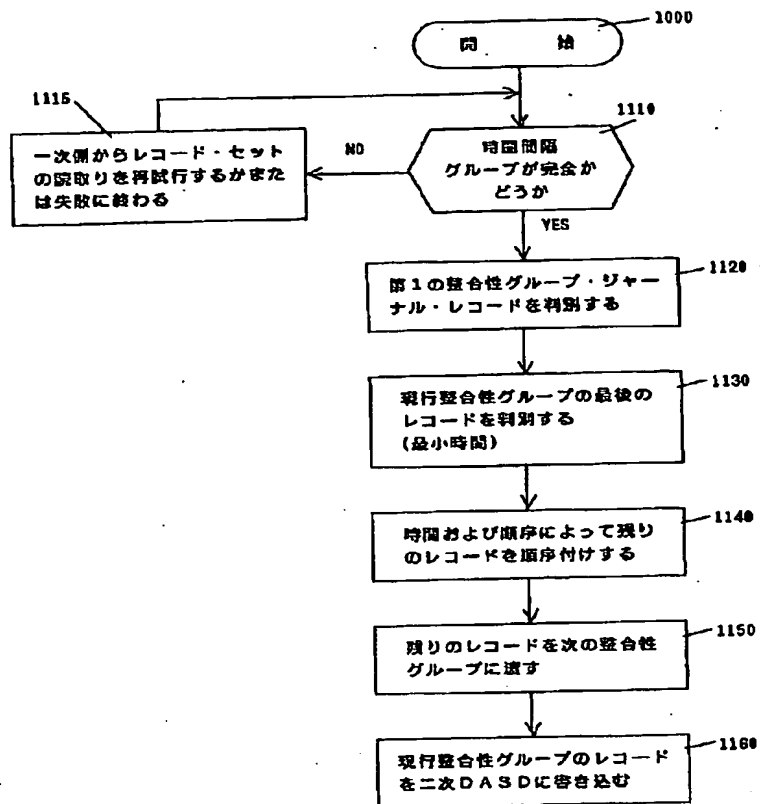 1000
開　始
1115
1110
一次側からレコード・セット
の読取りを再試行するかまた
は失敗に終わる
NO
時間間隔
グループが完全か
どうか
YES
1120
第1の整合性グループ・ジャー
ナル・レコードを判別する
1130
現行整合性グループの最後の
レコードを判別する
(最小時間)
1140
時間および順序によって残り
のレコードを順序付けする
1150
残りのレコードを次の整合性
グループに渡す
1160
現行整合性グループのレコード
を二次DASDに書き込む